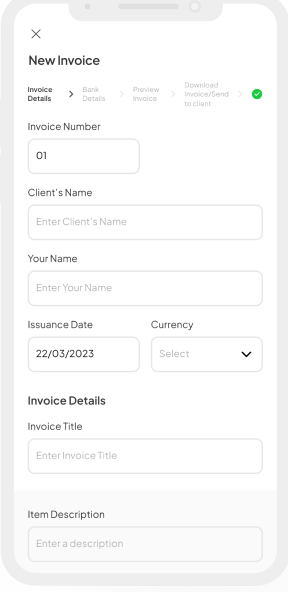 New Invoice
Invoice Details
Bank Details
Preview Invoice
Download Invoice/Send to client
Invoice Number
01
Client's Name
Enter Client's Name
Your Name
Enter Your Name
Issuance Date
Currency
22/03/2023
Select
Invoice Details
Invoice Title
Enter Invoice Title
Item Description
Enter a description